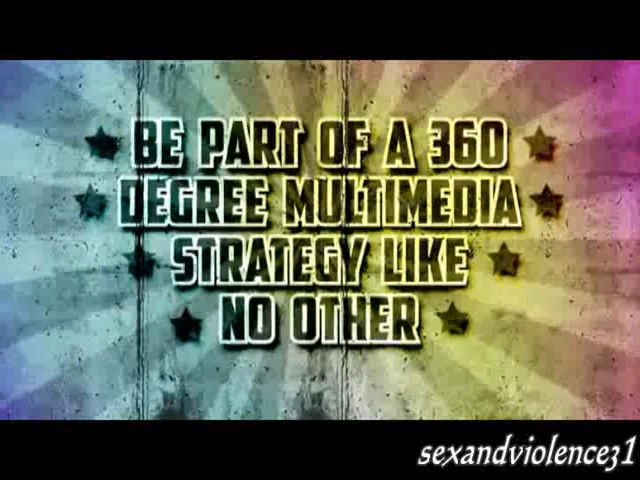 BE PART OF A 360
DEGREE MULTIMEDIA
STRATEGY LIKE
NO OTHER
sexandviolence31